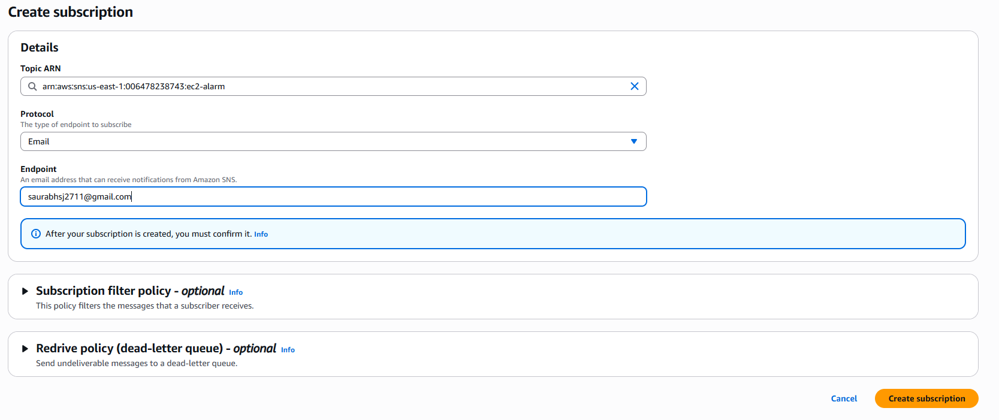 Create subscription
Details
Topic ARN
arn:aws:sns:us-east-1:006478238743:ec2-alarm
Protocol
The type of endpoint to subscribe
Email
Endpoint
An email address that can receive notifications from Amazon SNS.
saurabhsj2711@gmail.com
After your subscription is created, you must confirm it. Info
Subscription filter policy - optional Info
This policy filters the messages that a subscriber receives.
Redrive policy (dead-letter queue) - optional Info
Send undeliverable messages to a dead-letter queue.
Cancel Create subscription